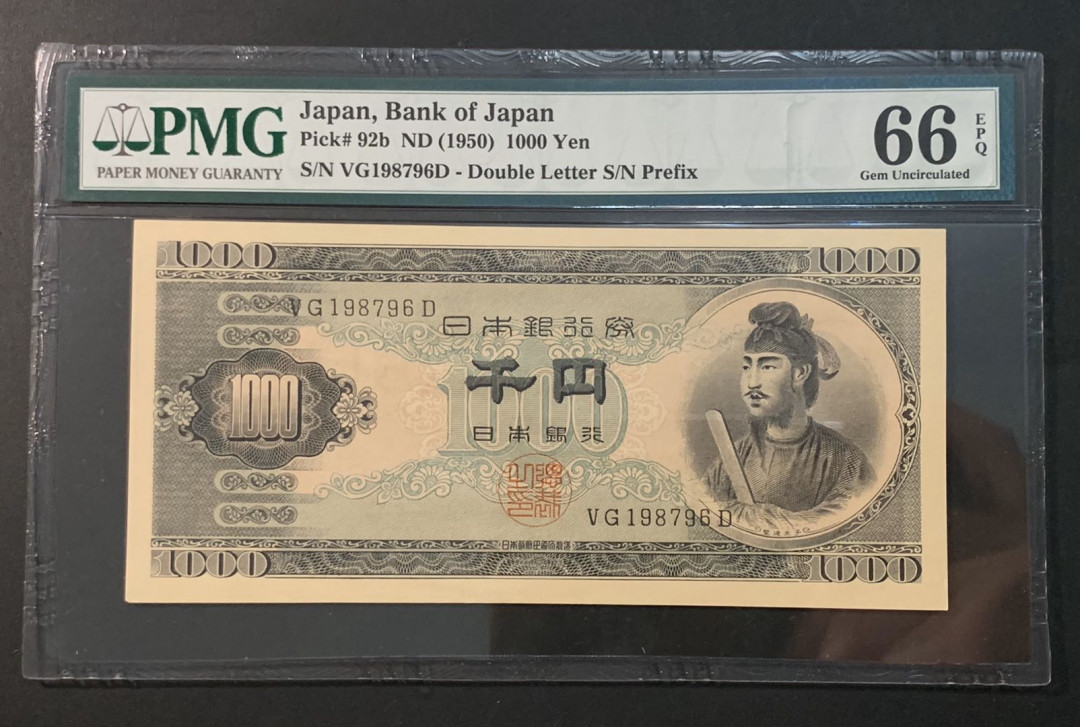 PMG
PAPER MONEY GUARANTY
Japan, Bank of Japan
Pick# 92b ND (1950) 1000 Yen
S/N VG198796D - Double Letter S/N Prefix
66
EPQ
Gem Uncirculated
1000
1000
VG198796D
日本銀行券
千円
1000
1000
日本銀行
VG198796D
1000
1000